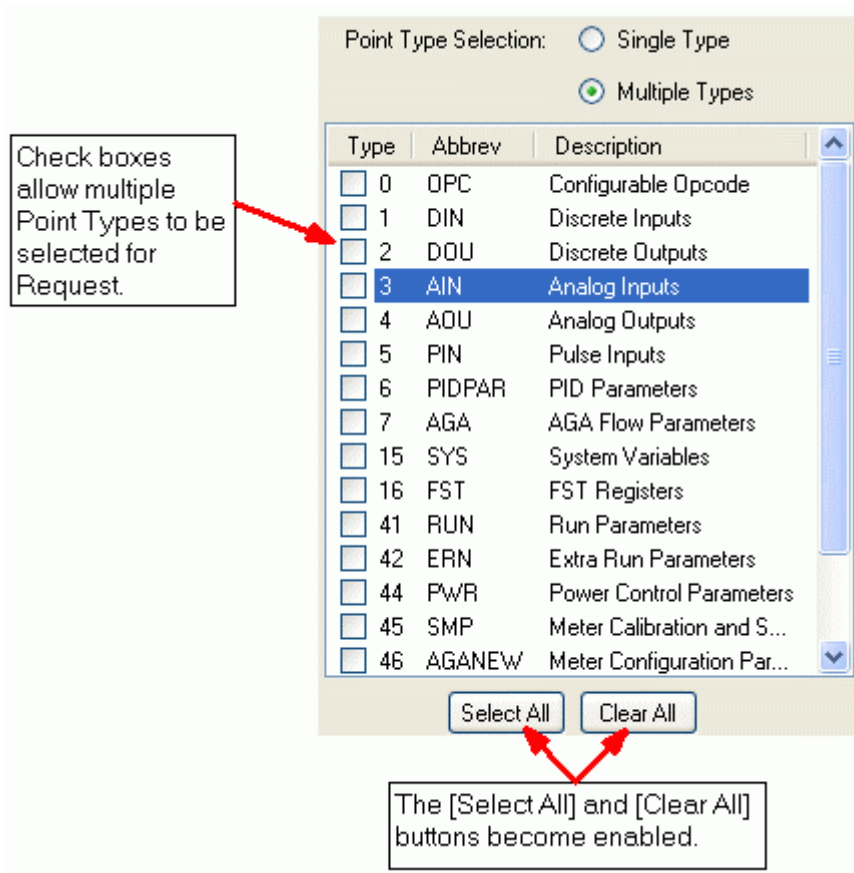 Point Type Selection: Single Type
Multiple Types
Check boxes
allow multiple
Point Types to be
selected for
Request.
Type Abbrev Description
0 OPC Configurable Opcode
1 DIN Discrete Inputs
2 DOU Discrete Outputs
3 AIN Analog Inputs
4 AOU Analog Outputs
5 PIN Pulse Inputs
6 PIDPAR PID Parameters
7 AGA AGA Flow Parameters
15 SYS System Variables
16 FST FST Registers
41 RUN Run Parameters
42 ERN Extra Run Parameters
44 PWR Power Control Parameters
45 SMP Meter Calibration and S...
46 AGANEW Meter Configuration Par...
Select All Clear All
The [Select All] and [Clear All]
buttons become enabled.